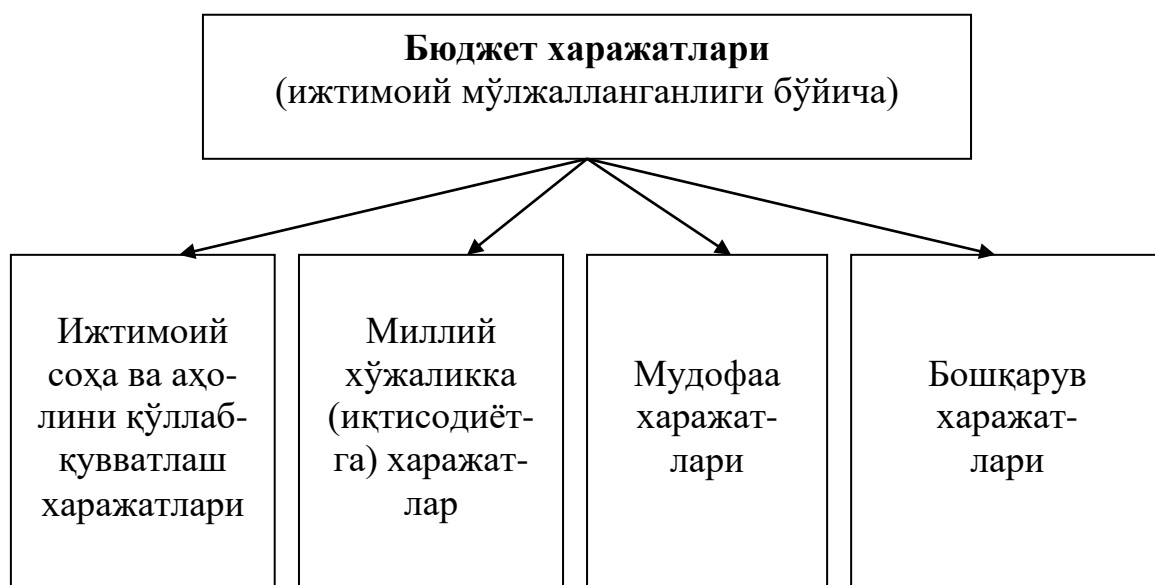 Бюджет харажатлари
(ижтимоий мўлжалланганлиги бўйича)
Ижтимоий
соҳа ва аҳо-
лини қўллаб-
қувватлаш
харажатлари
Миллий
хўжаликка
(иқтисодиёт-
га) харажат-
лар
Мудофаа
харажат-
лари
Бошқарув
харажат-
лари